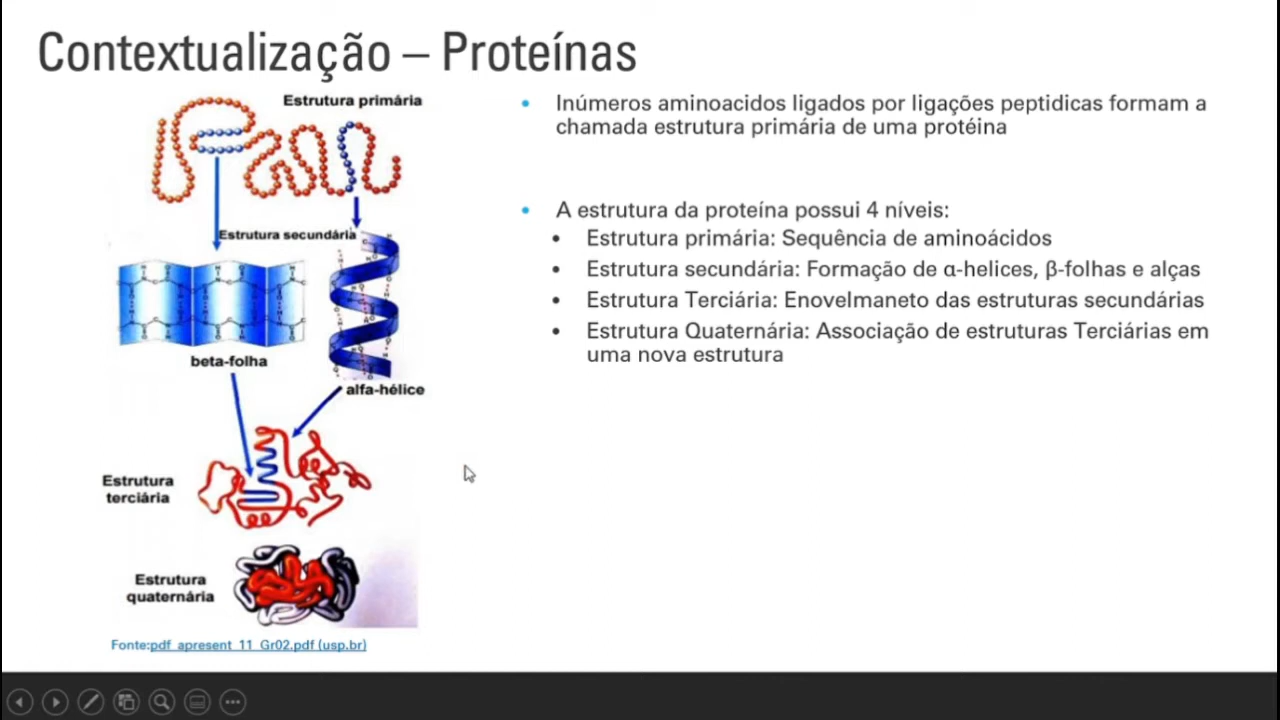 Contextualização – Proteínas
Estrutura primária
Estrutura secundária
beta-folha
alfa-hélice
Estrutura
terciária
Estrutura
quaternária
Fonte:pdf_apresent_11_Gr02.pdf (usp.br)
• Inúmeros aminoacidos ligados por ligações peptidicas formam a
chamada estrutura primária de uma protéina
• A estrutura da proteína possui 4 níveis:
• Estrutura primária: Sequência de aminoácidos
• Estrutura secundária: Formação de α-helices, β-folhas e alças
• Estrutura Terciária: Enovelmaneto das estruturas secundárias
• Estrutura Quaternária: Associação de estruturas Terciárias em
uma nova estrutura